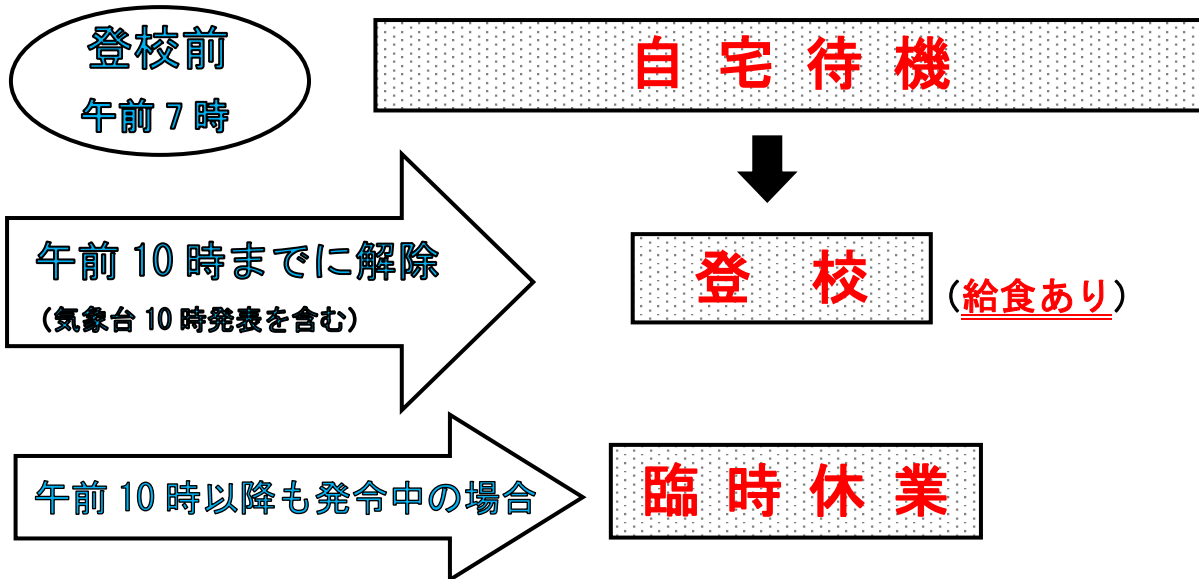 登校前
午前7時
自宅待機
午前10時までに解除
(気象台10時発表を含む)
登校
(給食あり)
午前10時以降も発令中の場合
臨時休業